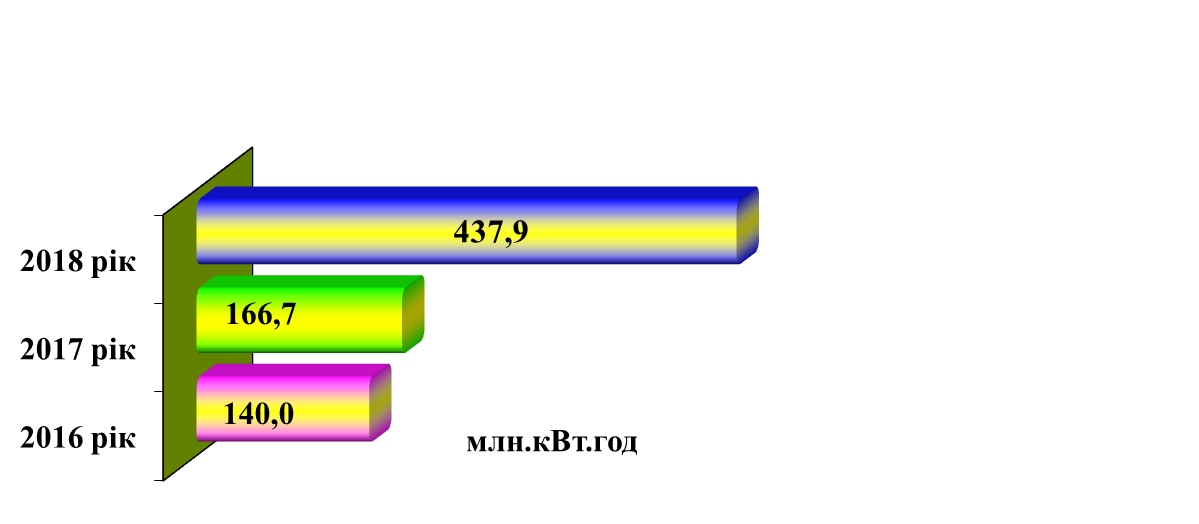 437,9
2018 рік
166,7
2017 рік
140,0
2016 рік
млн.кВт.год